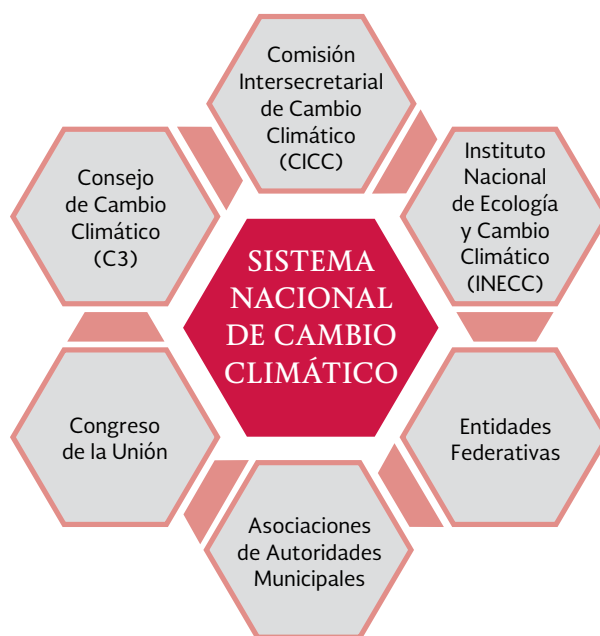 Comisión
Intersecretarial
de Cambio
Climático
(CICC)
Instituto
Nacional
de Ecología
y Cambio
Climático
(INECC)
Entidades
Federativas
Asociaciones
de Autoridades
Municipales
Congreso
de la Unión
Consejo
de Cambio
Climático
(C3)
SISTEMA
NACIONAL
DE CAMBIO
CLIMÁTICO